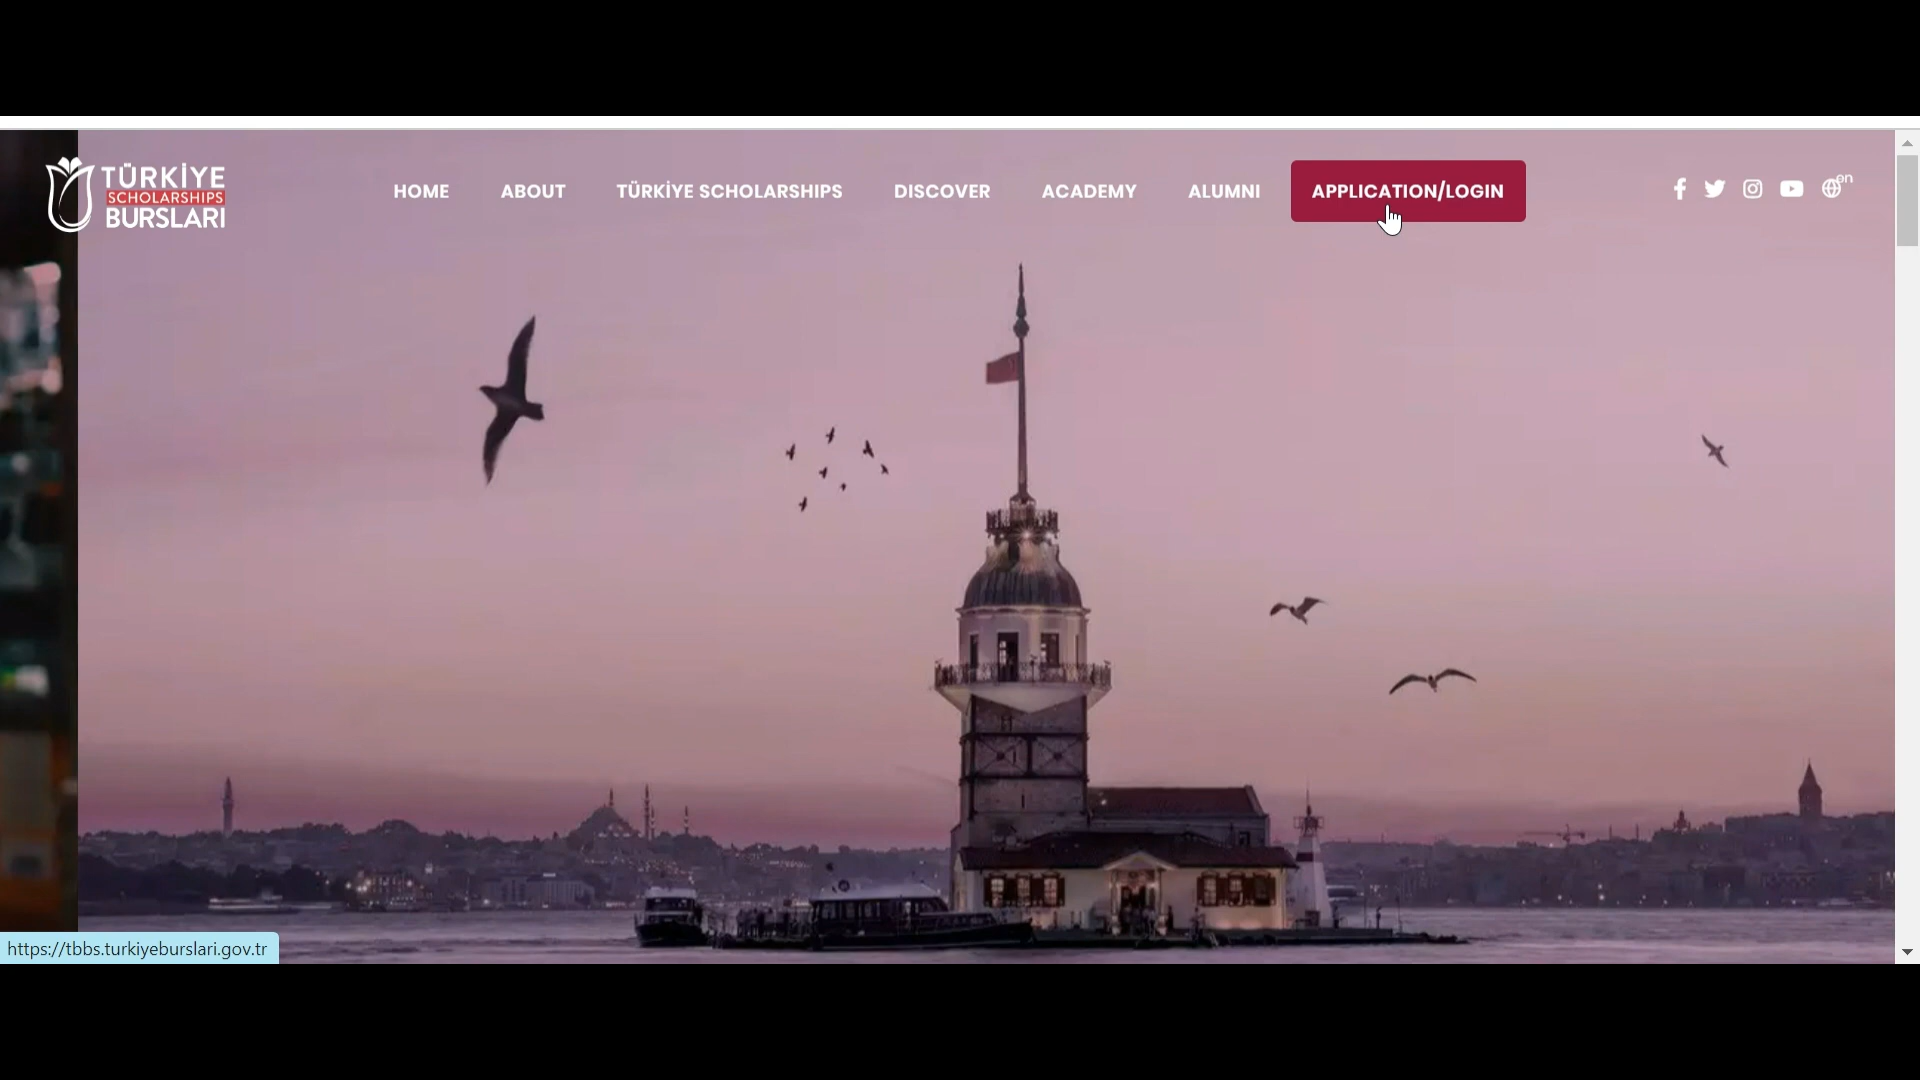 TÜRKİYE
SCHOLARSHIPS
BURSLARI
HOME
ABOUT
TÜRKİYE SCHOLARSHIPS
DISCOVER
ACADEMY
ALUMNI
APPLICATION/LOGIN
en
https://tbbs.turkiyeburslari.gov.tr